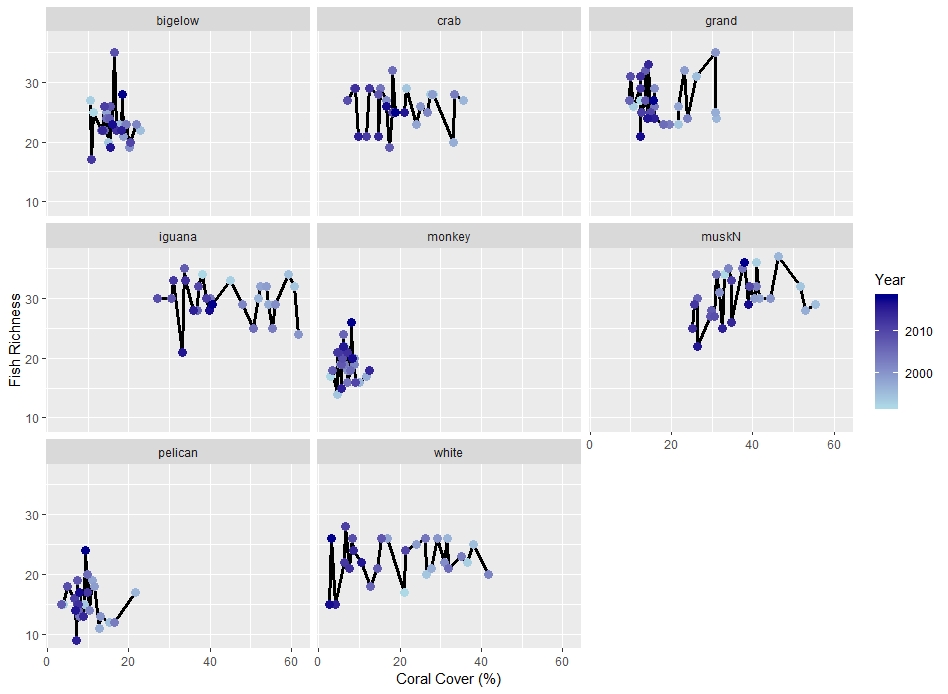 bigelow crab grand
30
20
10
iguana monkey muskN
Year
2010
2000
Fish Richness
30
20
10
0 20 40 60
pelican white
30
20
10
0 20 40 60 0 20 40 60
Coral Cover (%)